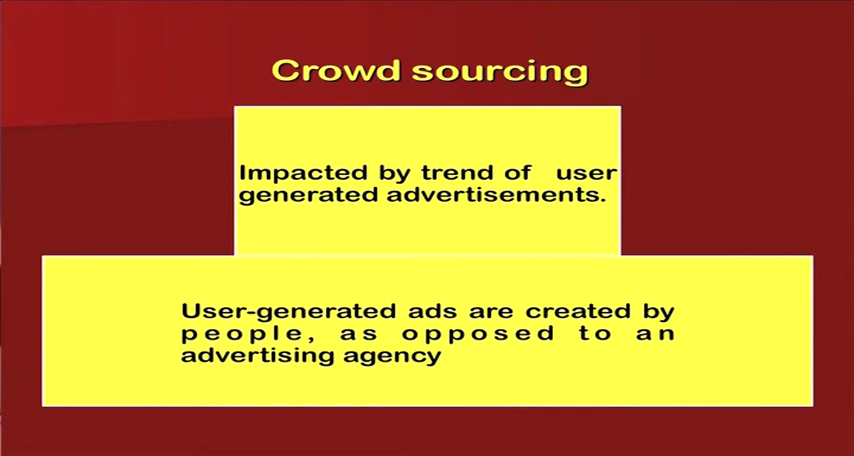 Crowd sourcing
Impacted by trend of user
generated advertisements.
User-generated ads are created by
people, as opposed to an
advertising agency